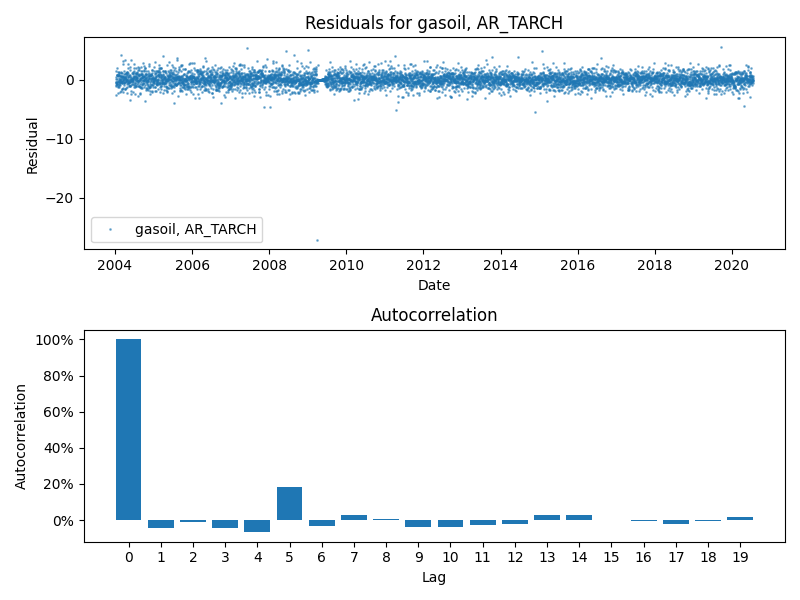 Residuals for gasoil, AR_TARCH
0
−10
−20
Residual
gasoil, AR_TARCH
2004 2006 2008 2010 2012 2014 2016 2018 2020
Date
Autocorrelation
100%
80%
60%
40%
20%
0%
Autocorrelation
0 1 2 3 4 5 6 7 8 9 10 11 12 13 14 15 16 17 18 19
Lag